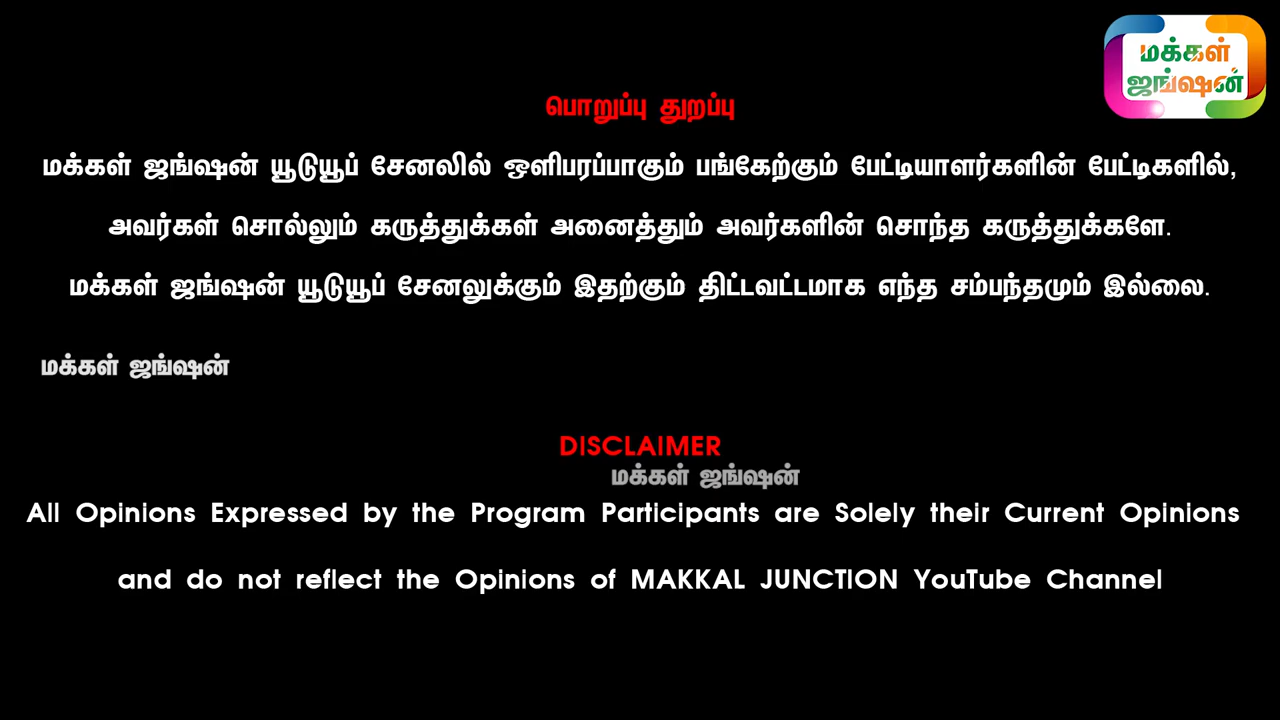 மக்கள்
ஜங்ஷன்
பொறுப்பு துறப்பு
மக்கள் ஜங்ஷன் யூடுயூப் சேனலில் ஒளிபரப்பாகும் பங்கேற்கும் பேட்டியாளர்களின் பேட்டிகளில்,
அவர்கள் சொல்லும் கருத்துக்கள் அனைத்தும் அவர்களின் சொந்த கருத்துக்களே.
மக்கள் ஜங்ஷன் யூடுயூப் சேனலுக்கும் இதற்கும் திட்டவட்டமாக எந்த சம்பந்தமும் இல்லை.
மக்கள் ஜங்ஷன்
DISCLAIMER
மக்கள் ஜங்ஷன்
All Opinions Expressed by the Program Participants are Solely their Current Opinions
and do not reflect the Opinions of MAKKAL JUNCTION YouTube Channel